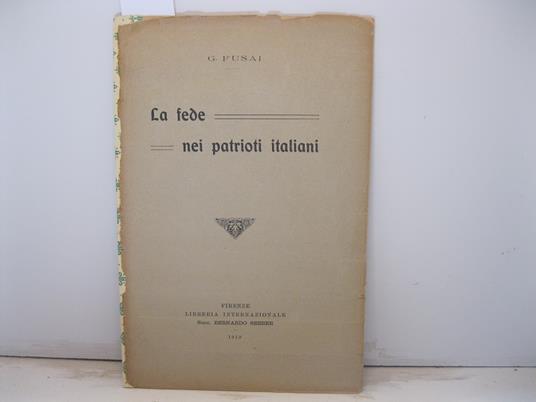 G. FUSAI
La fede
nei patrioti italiani
FIRENZE
LIBRERIA INTERNAZIONALE
Succ. BERNARDO SEEBER